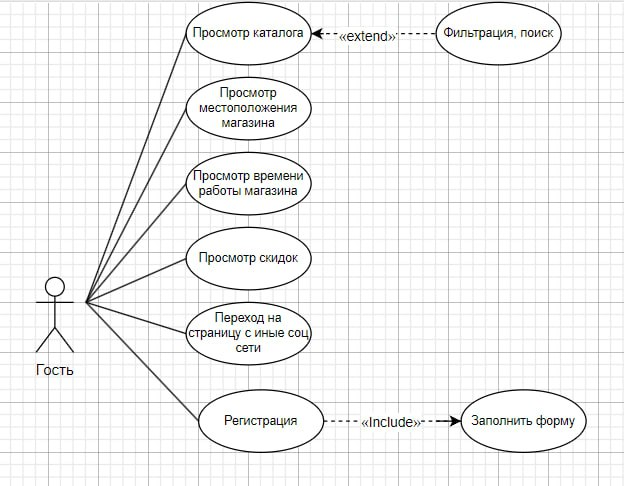 Просмотр каталога
«extend»
Фильтрация, поиск
Просмотр
местоположения
магазина
Просмотр времени
работы магазина
Просмотр скидок
Переход на
страницу с иные соц
сети
Гость
Регистрация
«Include»
Заполнить форму